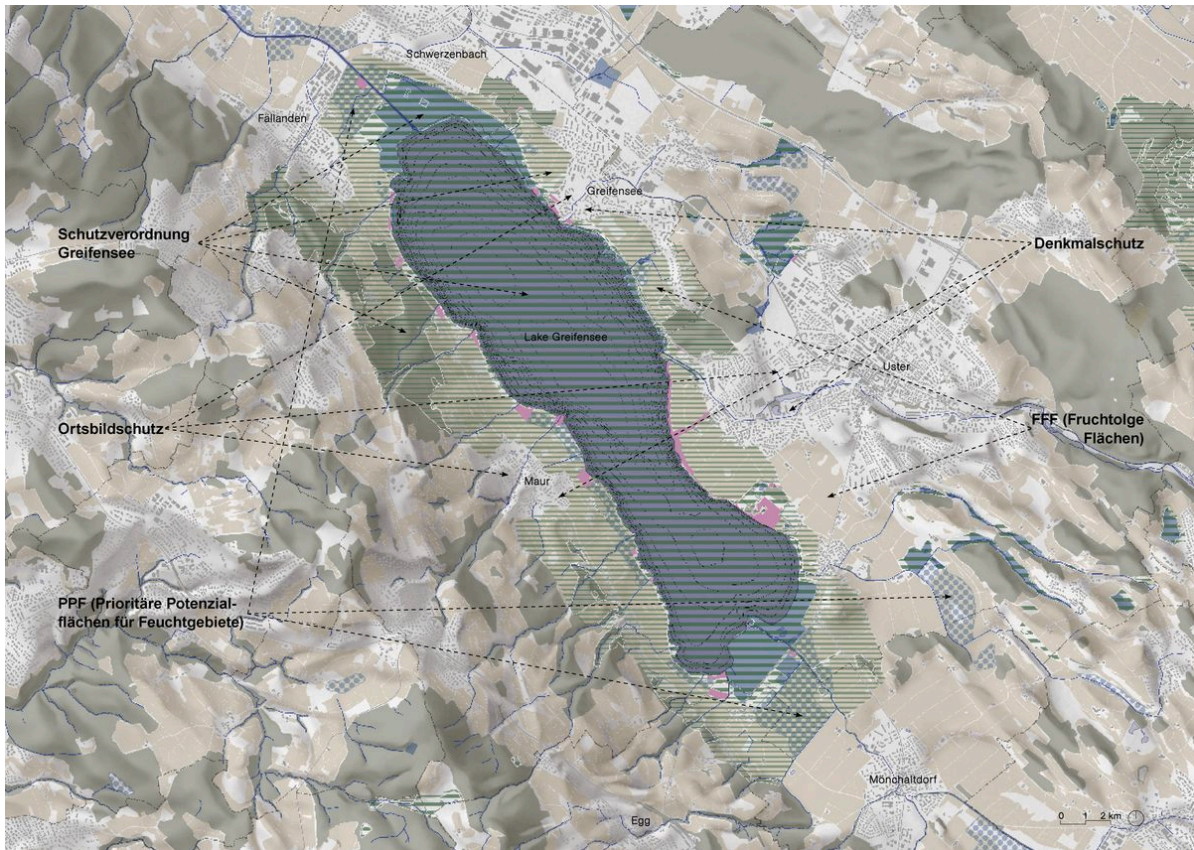 Schwerzenbach
Fällanden
Greifensee
Schutzverordnung
Greifensee
Denkmalschutz
Lake Greifensee
Uster
Ortsbildschutz
FFF (Fruchtolge
Flächen)
Maur
PPF (Prioritäre Potenzial-
flächen für Feuchtgebiete)
Mönchaltdorf
Egg
0 1 2 km